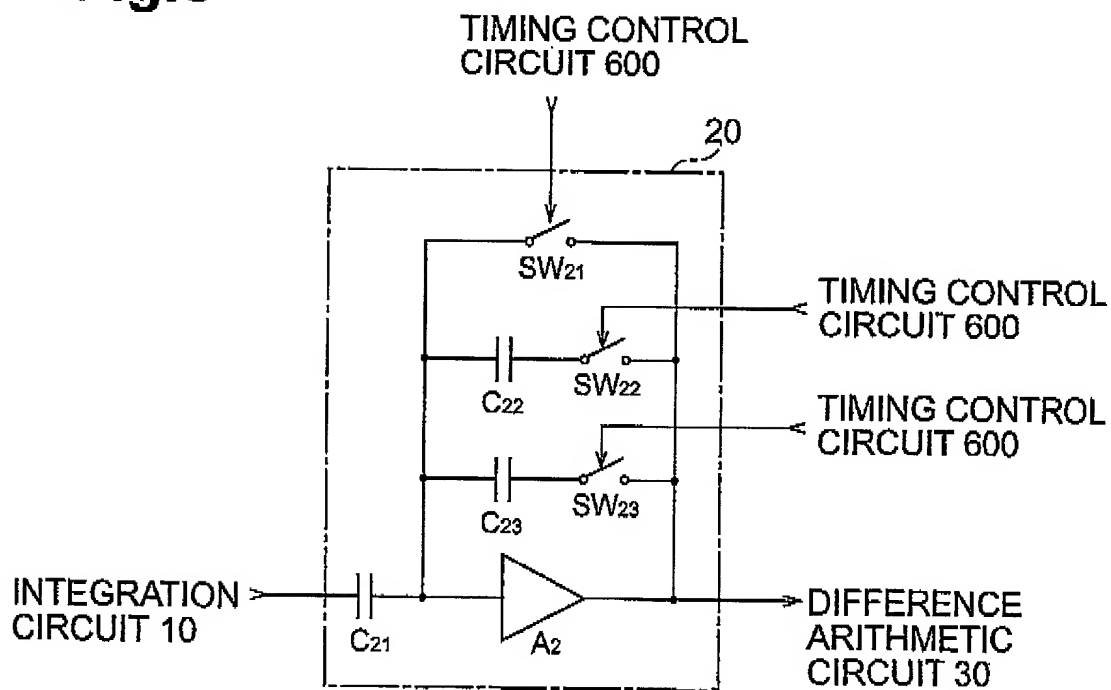 TIMING CONTROL
CIRCUIT 600
20
SW21
TIMING CONTROL
CIRCUIT 600
C22
SW22
TIMING CONTROL
CIRCUIT 600
C23
SW23
INTEGRATION
CIRCUIT 10
C21
A2
DIFFERENCE
ARITHMETIC
CIRCUIT 30